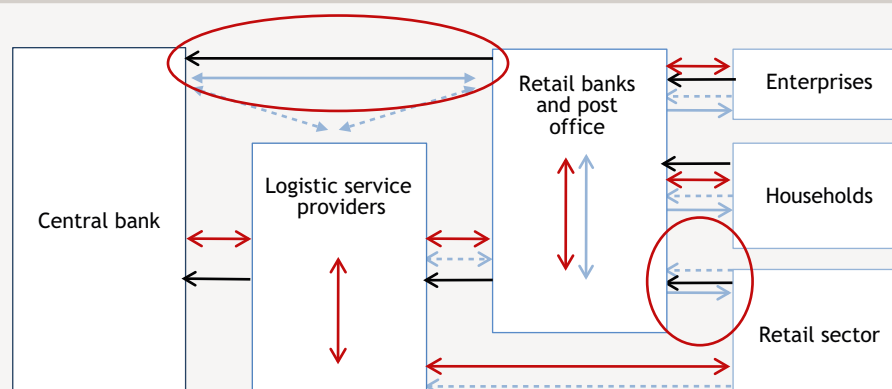 Retail banks
and post
office
Enterprises
Logistic service
providers
Households
Central bank
Retail sector